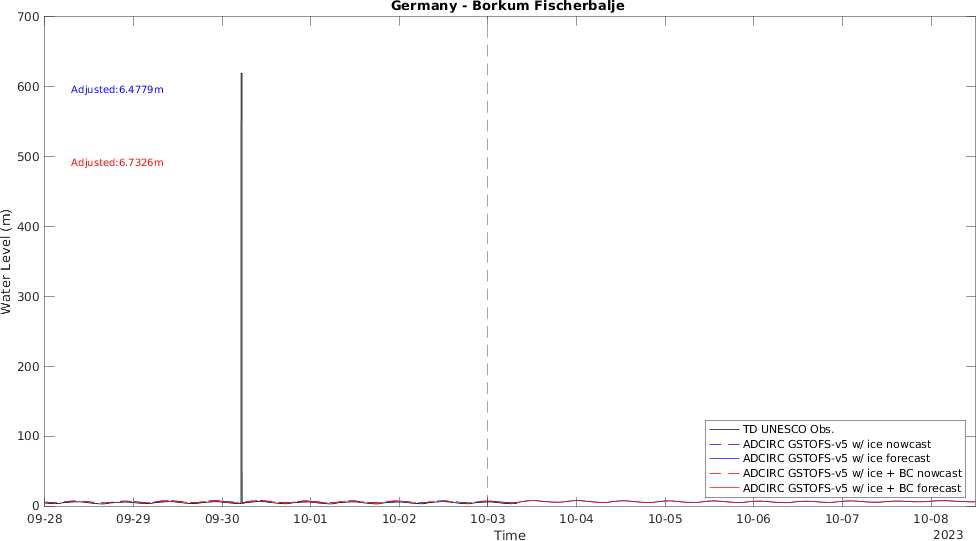 Germany - Borkum Fischerbalje
700
600
500
400
300
200
100
0
Water Level (m)
Adjusted:6.4779m
Adjusted:6.7326m
TD UNESCO Obs.
ADCIRC GSTOFS-v5 w/ ice nowcast
ADCIRC GSTOFS-v5 w/ ice forecast
ADCIRC GSTOFS-v5 w/ ice + BC nowcast
ADCIRC GSTOFS-v5 w/ ice + BC forecast
09-28 09-29 09-30 10-01 10-02 10-03 10-04 10-05 10-06 10-07 10-08
Time
2023